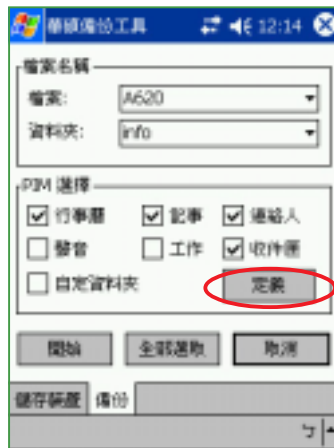 華碩備份工具 12:14
檔案名稱
檔案: A620
資料夾: info
PIM 選擇
行事曆 記事 連絡人
聲音 工作 收件匣
自定資料夾 定義
開始 全部選取 取消
儲存裝置 備份
ㄅ